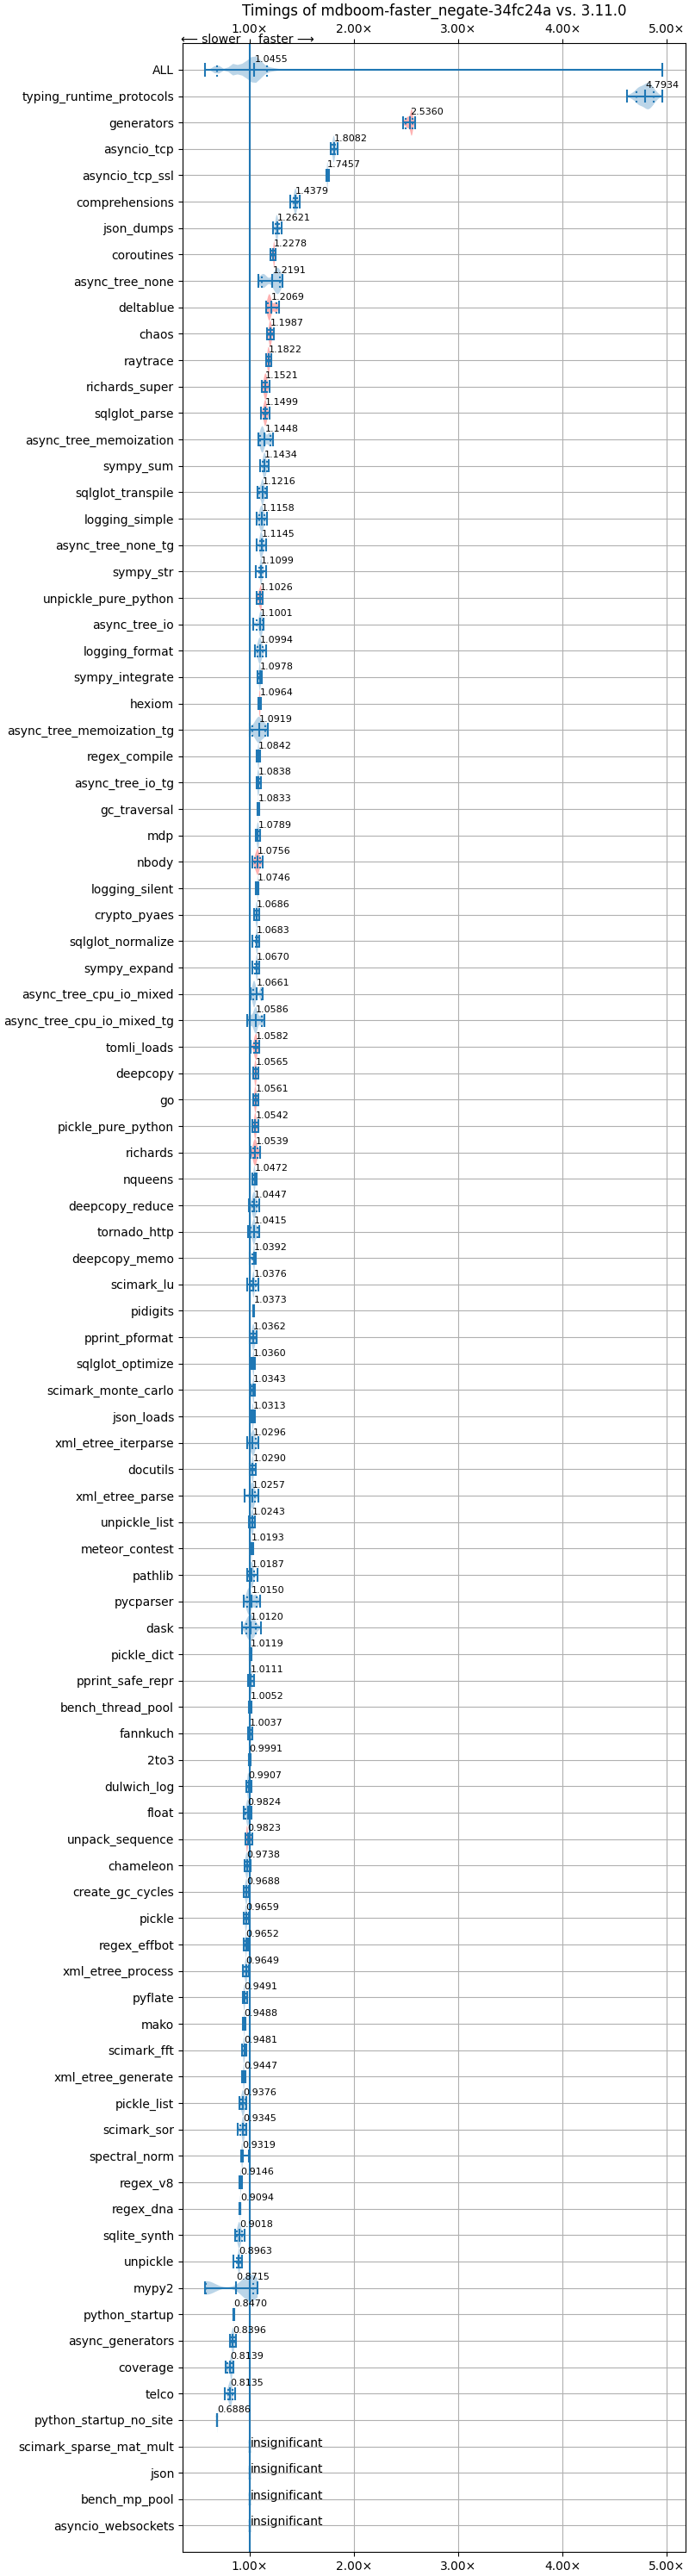 Timings of mdboom-faster_negate-34fc24a vs. 3.11.0
1.00× 2.00× 3.00× 4.00× 5.00×
⟵ slower faster ⟶
ALL 1.0455
typing_runtime_protocols 4.7934
generators 2.5360
asyncio_tcp 1.8082
asyncio_tcp_ssl 1.7457
comprehensions 1.4379
json_dumps 1.2621
coroutines 1.2278
async_tree_none 1.2191
deltablue 1.2069
chaos 1.1987
raytrace 1.1822
richards_super 1.1521
sqlglot_parse 1.1499
async_tree_memoization 1.1448
sympy_sum 1.1434
sqlglot_transpile 1.1216
logging_simple 1.1158
async_tree_none_tg 1.1145
sympy_str 1.1099
unpickle_pure_python 1.1026
async_tree_io 1.1001
logging_format 1.0994
sympy_integrate 1.0978
hexiom 1.0964
async_tree_memoization_tg 1.0919
regex_compile 1.0842
async_tree_io_tg 1.0838
gc_traversal 1.0833
mdp 1.0789
nbody 1.0756
logging_silent 1.0746
crypto_pyaes 1.0686
sqlglot_normalize 1.0683
sympy_expand 1.0670
async_tree_cpu_io_mixed 1.0661
async_tree_cpu_io_mixed_tg 1.0586
tomli_loads 1.0582
deepcopy 1.0565
go 1.0561
pickle_pure_python 1.0542
richards 1.0539
nqueens 1.0472
deepcopy_reduce 1.0447
tornado_http 1.0415
deepcopy_memo 1.0392
scimark_lu 1.0376
pidigits 1.0373
pprint_pformat 1.0362
sqlglot_optimize 1.0360
scimark_monte_carlo 1.0343
json_loads 1.0313
xml_etree_iterparse 1.0296
docutils 1.0290
xml_etree_parse 1.0257
unpickle_list 1.0243
meteor_contest 1.0193
pathlib 1.0187
pycparser 1.0150
dask 1.0120
pickle_dict 1.0119
pprint_safe_repr 1.0111
bench_thread_pool 1.0052
fannkuch 1.0037
2to3 0.9991
dulwich_log 0.9907
float 0.9824
unpack_sequence 0.9823
chameleon 0.9738
create_gc_cycles 0.9688
pickle 0.9659
regex_effbot 0.9652
xml_etree_process 0.9649
pyflate 0.9491
mako 0.9488
scimark_fft 0.9481
xml_etree_generate 0.9447
pickle_list 0.9376
scimark_sor 0.9345
spectral_norm 0.9319
regex_v8 0.9146
regex_dna 0.9094
sqlite_synth 0.9018
unpickle 0.8963
mypy2 0.8715
python_startup 0.8470
async_generators 0.8396
coverage 0.8139
telco 0.8135
python_startup_no_site 0.6886
scimark_sparse_mat_mult insignificant
json insignificant
bench_mp_pool insignificant
asyncio_websockets insignificant
1.00× 2.00× 3.00× 4.00× 5.00×